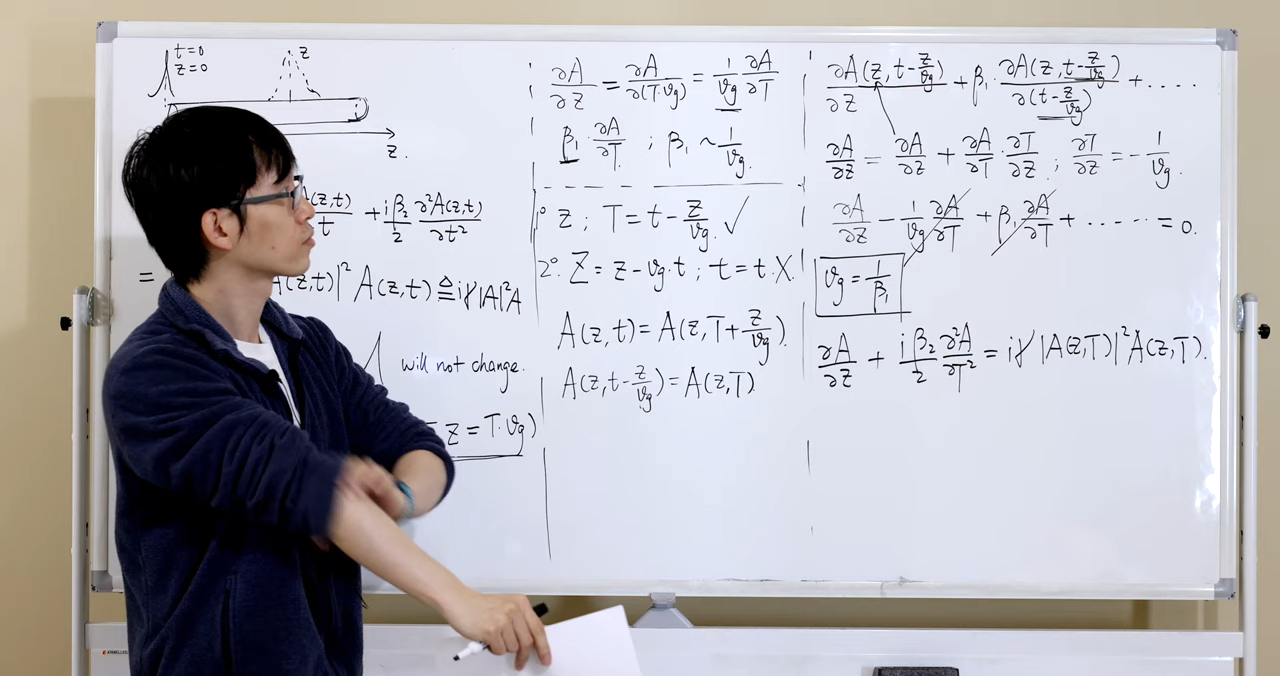 t=0
z=0
z
z.
A(z,t)/t + iβ₂/2 ∂²A(z,t)/∂t²
= A(z,t)|² A(z,t) ≜ iγ|A|²A
will not change.
z = T·vg)
∂A/∂z = ∂A/∂(T·vg) = 1/vg ∂A/∂T
β₁·∂A/∂T ; β₁ ~ 1/vg.
1° z ; T = t - z/vg. ✓
2°. Z = z - vg·t ; t = t. X.
A(z,t) = A(z,T + z/vg).
A(z,t - z/vg) = A(z,T)
∂A(z,t - z/vg)/∂z + β₁·∂A(z,t - z/vg)/∂(t - z/vg) + ....
∂A/∂z = ∂A/∂z + ∂A/∂T · ∂T/∂z ; ∂T/∂z = - 1/vg.
∂A/∂z - 1/vg ∂A/∂T + β₁ ∂A/∂T + ...... = 0.
vg = 1/β₁
∂A/∂z + iβ₂/2 ∂²A/∂T² = iγ |A(z,T)|² A(z,T).